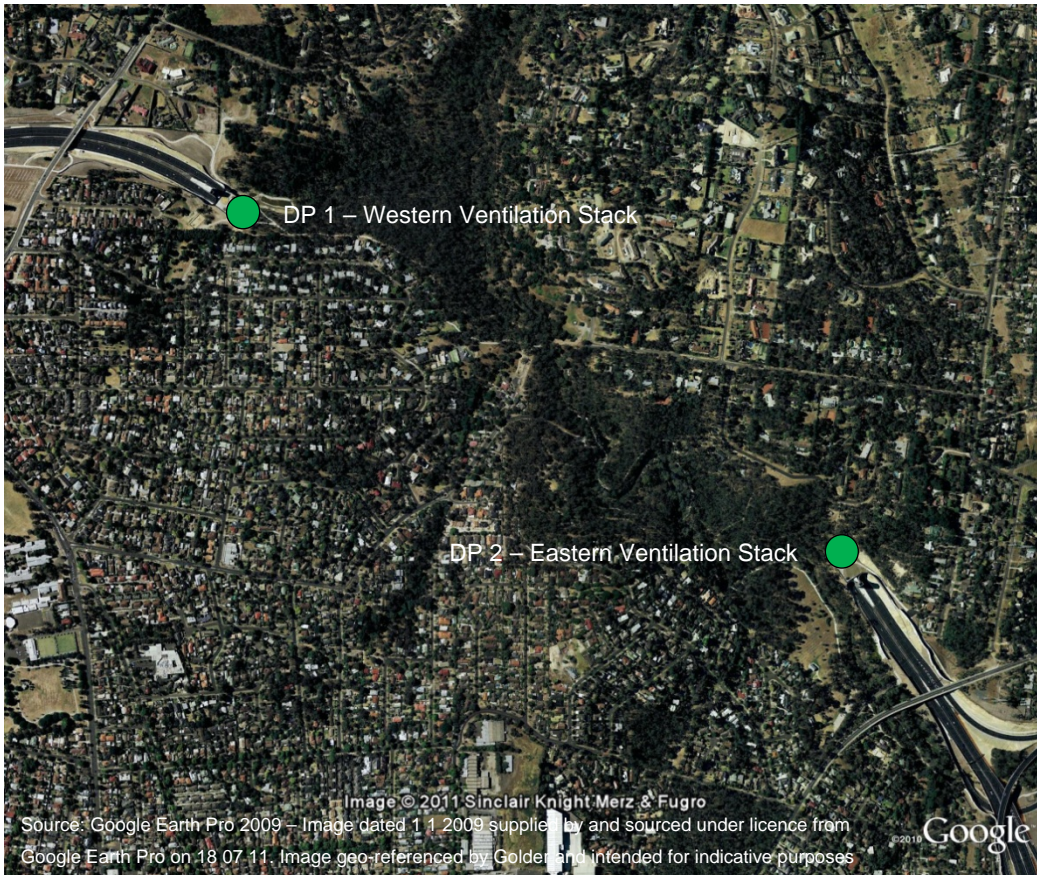 DP 1 – Western Ventilation Stack
DP 2 – Eastern Ventilation Stack
Image © 2011 Sinclair Knight Merz & Fugro
Source: Google Earth Pro 2009 – Image dated 1 1 2009 supplied by and sourced under licence from
©2010 Google
Google Earth Pro on 18 07 11. Image geo-referenced by Golder and intended for indicative purposes